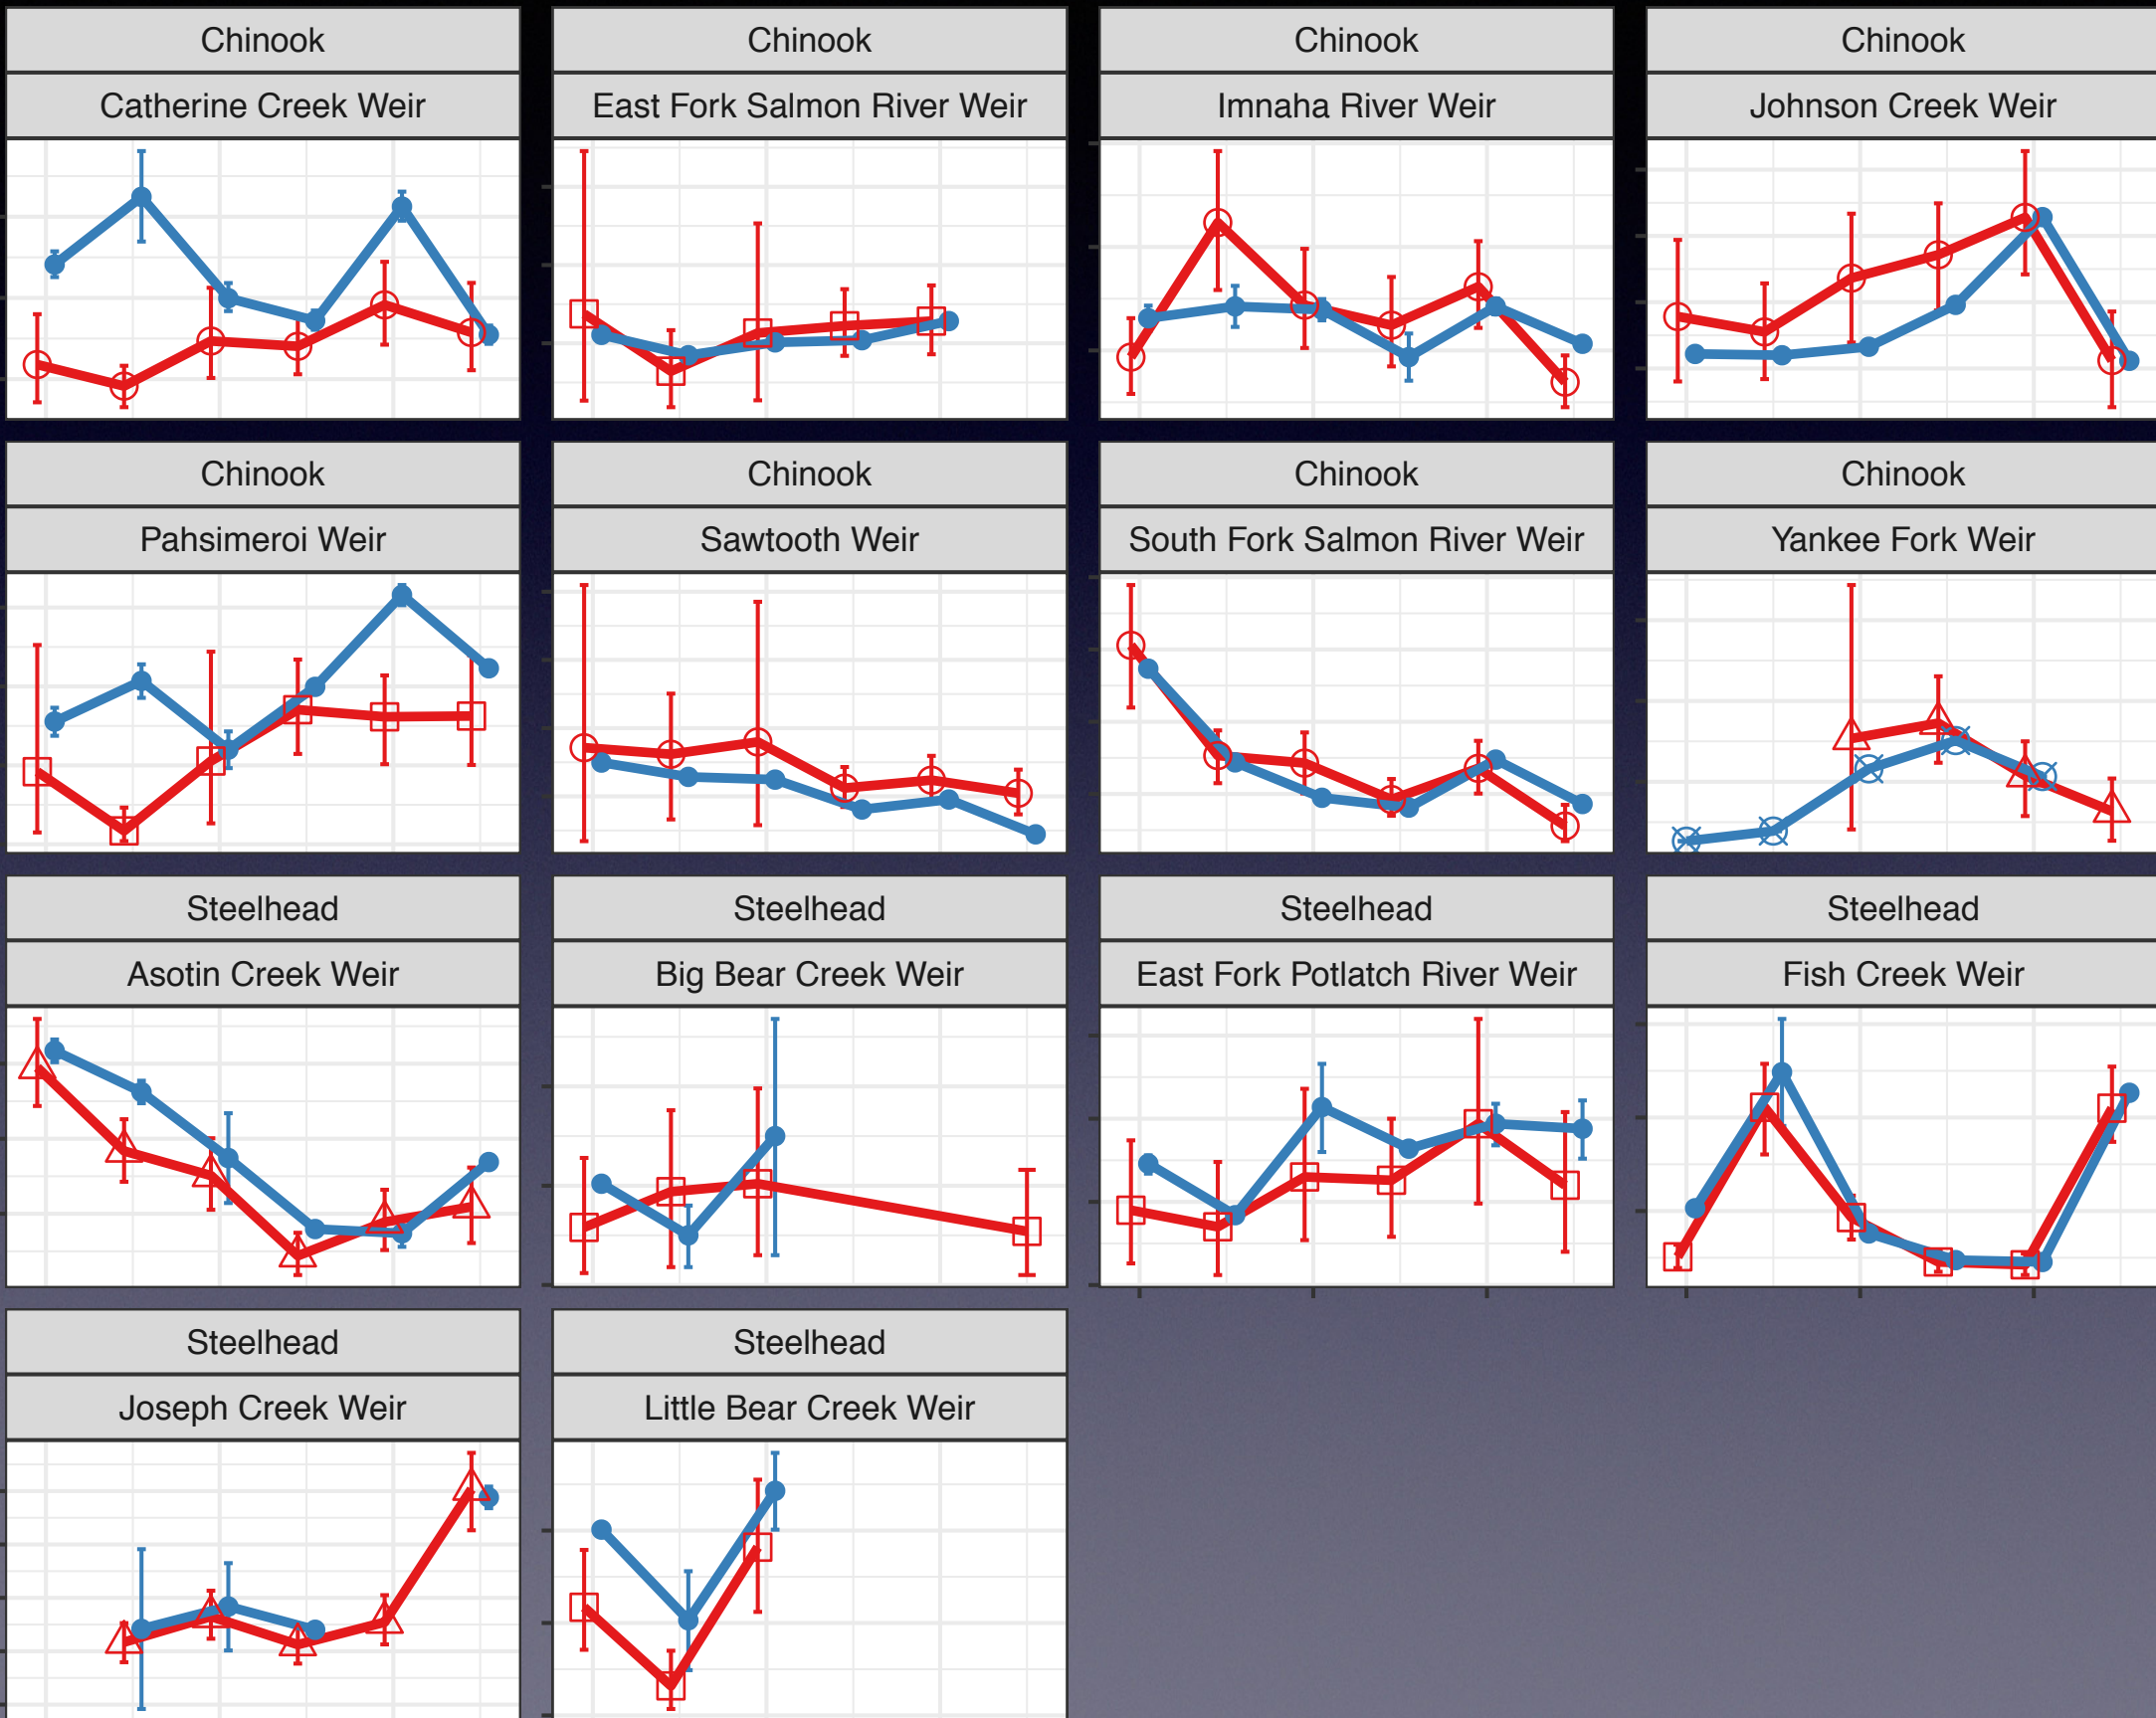 Chinook
Catherine Creek Weir
Chinook
East Fork Salmon River Weir
Chinook
Imnaha River Weir
Chinook
Johnson Creek Weir
Chinook
Pahsimeroi Weir
Chinook
Sawtooth Weir
Chinook
South Fork Salmon River Weir
Chinook
Yankee Fork Weir
Steelhead
Asotin Creek Weir
Steelhead
Big Bear Creek Weir
Steelhead
East Fork Potlatch River Weir
Steelhead
Fish Creek Weir
Steelhead
Joseph Creek Weir
Steelhead
Little Bear Creek Weir